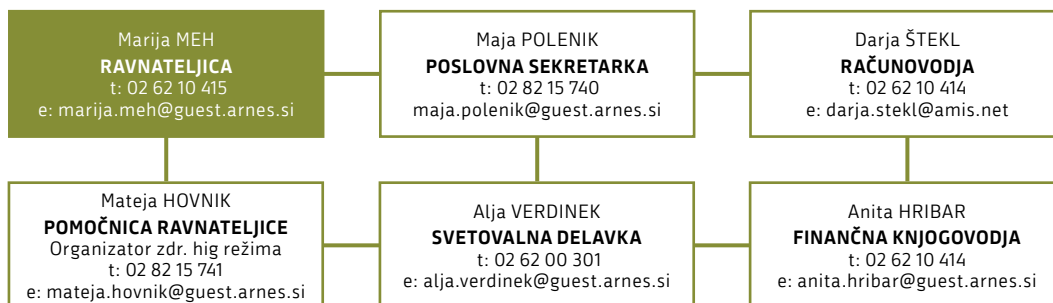 Marija MEH
RAVNATELJICA
t: 02 62 10 415
e: marija.meh@guest.arnes.si
Maja POLENIK
POSLOVNA SEKRETARKA
t: 02 82 15 740
maja.polenik@guest.arnes.si
Darja ŠTEKL
RAČUNOVODJA
t: 02 62 10 414
e: darja.stekl@amis.net
Mateja HOVNIK
POMOČNICA RAVNATELJICE
Organizator zdr. hig režima
t: 02 82 15 741
e: mateja.hovnik@guest.arnes.si
Alja VERDINEK
SVETOVALNA DELAVKA
t: 02 62 00 301
e: alja.verdinek@guest.arnes.si
Anita HRIBAR
FINANČNA KNJOGOVODJA
t: 02 62 10 414
e: anita.hribar@guest.arnes.si